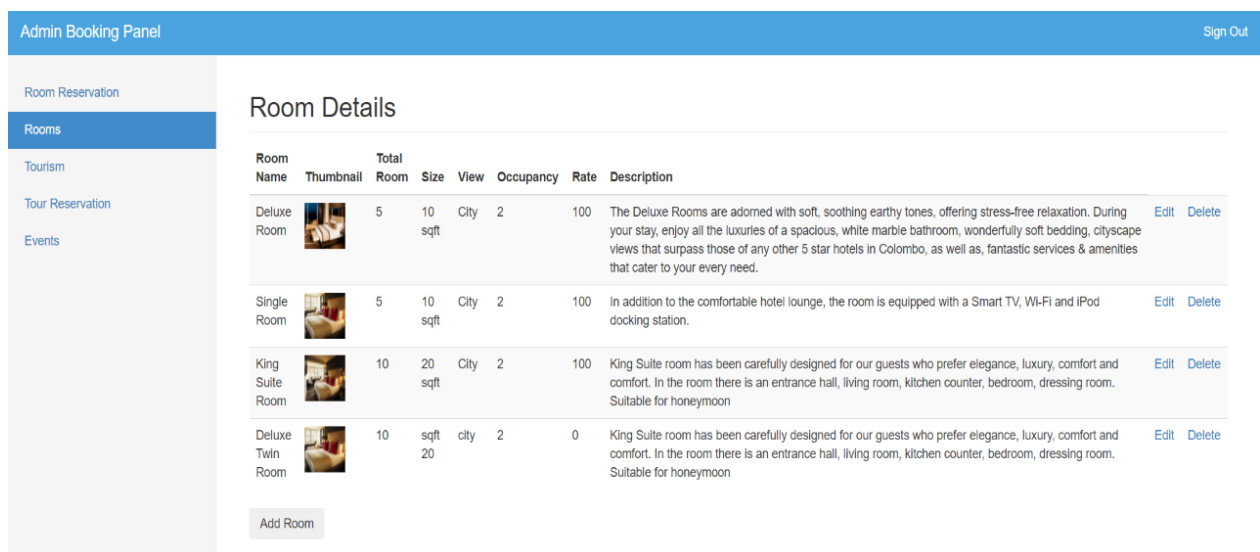 Admin Booking Panel
Sign Out
Room Reservation
Rooms
Tourism
Tour Reservation
Events
Room Details
Room Name Thumbnail Total Room Size View Occupancy Rate Description
Deluxe Room 5 10 sqft City 2 100 The Deluxe Rooms are adorned with soft, soothing earthy tones, offering stress-free relaxation. During
your stay, enjoy all the luxuries of a spacious, white marble bathroom, wonderfully soft bedding, cityscape
views that surpass those of any other 5 star hotels in Colombo, as well as, fantastic services & amenities
that cater to your every need.
Edit Delete
Single Room 5 10 sqft City 2 100 In addition to the comfortable hotel lounge, the room is equipped with a Smart TV, Wi-Fi and iPod
docking station.
Edit Delete
King Suite Room 10 20 sqft City 2 100 King Suite room has been carefully designed for our guests who prefer elegance, luxury, comfort and
comfort. In the room there is an entrance hall, living room, kitchen counter, bedroom, dressing room.
Suitable for honeymoon
Edit Delete
Deluxe Twin Room 10 sqft 20 city 2 0 King Suite room has been carefully designed for our guests who prefer elegance, luxury, comfort and
comfort. In the room there is an entrance hall, living room, kitchen counter, bedroom, dressing room.
Suitable for honeymoon
Edit Delete
Add Room